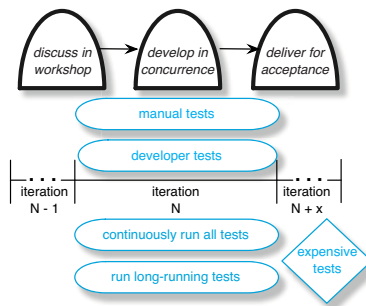 discuss in
workshop
develop in
concurrence
deliver for
acceptance
manual tests
developer tests
. . .
. . .
iteration
N - 1
iteration
N
iteration
N + x
continuously run all tests
expensive
tests
run long-running tests